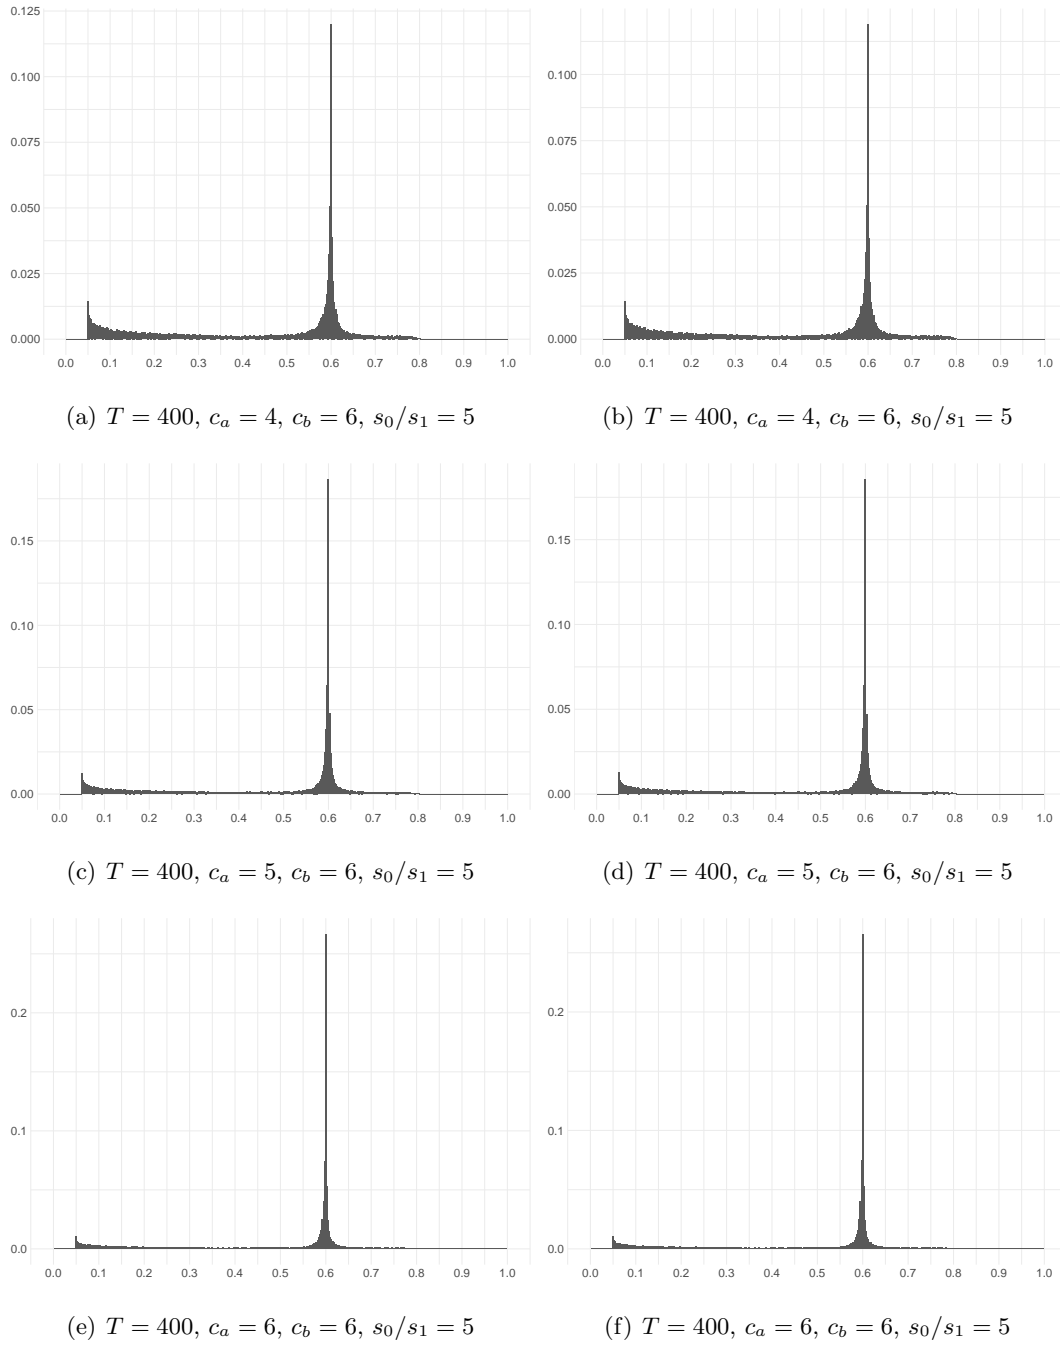 0.125
0.100
0.075
0.050
0.025
0.000
0.0 0.1 0.2 0.3 0.4 0.5 0.6 0.7 0.8 0.9 1.0
(a) T = 400, c_a = 4, c_b = 6, s_0/s_1 = 5
0.100
0.075
0.050
0.025
0.000
0.0 0.1 0.2 0.3 0.4 0.5 0.6 0.7 0.8 0.9 1.0
(b) T = 400, c_a = 4, c_b = 6, s_0/s_1 = 5
0.15
0.10
0.05
0.00
0.0 0.1 0.2 0.3 0.4 0.5 0.6 0.7 0.8 0.9 1.0
(c) T = 400, c_a = 5, c_b = 6, s_0/s_1 = 5
0.15
0.10
0.05
0.00
0.0 0.1 0.2 0.3 0.4 0.5 0.6 0.7 0.8 0.9 1.0
(d) T = 400, c_a = 5, c_b = 6, s_0/s_1 = 5
0.2
0.1
0.0
0.0 0.1 0.2 0.3 0.4 0.5 0.6 0.7 0.8 0.9 1.0
(e) T = 400, c_a = 6, c_b = 6, s_0/s_1 = 5
0.2
0.1
0.0
0.0 0.1 0.2 0.3 0.4 0.5 0.6 0.7 0.8 0.9 1.0
(f) T = 400, c_a = 6, c_b = 6, s_0/s_1 = 5